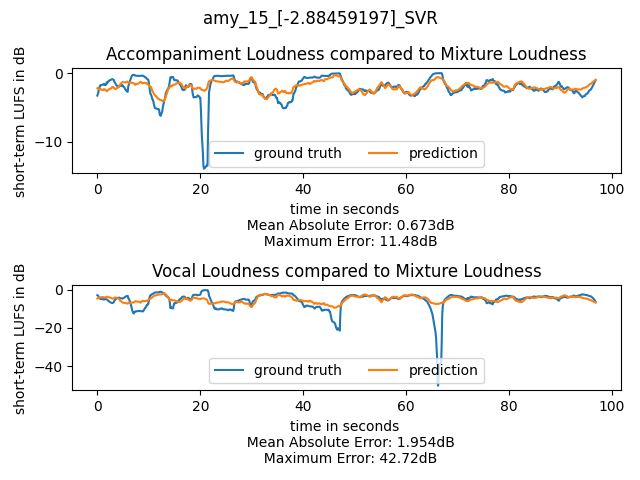 amy_15_[-2.88459197]_SVR
Accompaniment Loudness compared to Mixture Loudness
short-term LUFS in dB
0
−10
ground truth
prediction
0 20 40 60 80 100
time in seconds
Mean Absolute Error: 0.673dB
Maximum Error: 11.48dB
Vocal Loudness compared to Mixture Loudness
short-term LUFS in dB
0
−20
−40
ground truth
prediction
0 20 40 60 80 100
time in seconds
Mean Absolute Error: 1.954dB
Maximum Error: 42.72dB